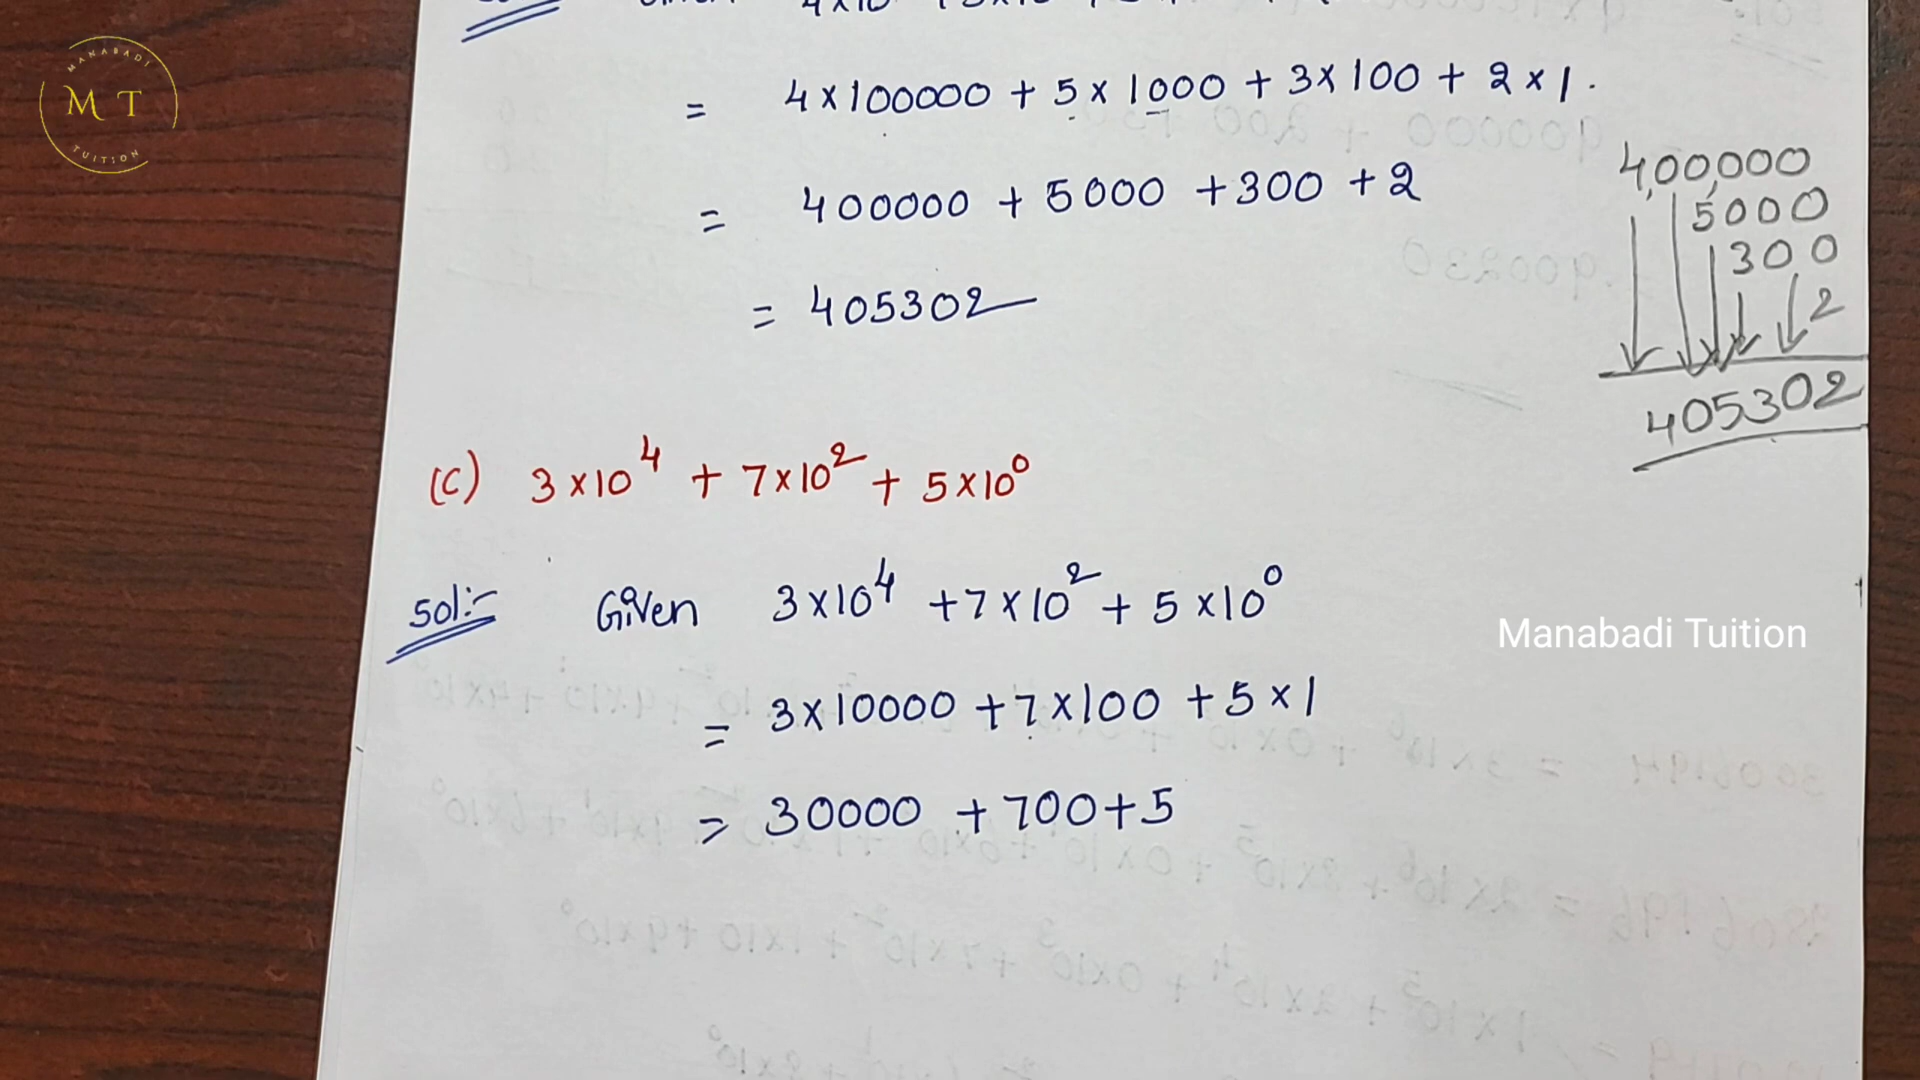 MANABADI
M T
TUITION
= 4×100000 + 5×1000 + 3×100 + 2×1.
= 400000 + 5000 +300 +2
= 405302
4,00,000
5000
300
2
405302
(C) 3×10⁴ + 7×10² + 5×10⁰
Sol:- Given 3×10⁴ +7×10² + 5×10⁰
= 3×10000 +7×100 +5×1
= 30000 +700+5
Manabadi Tuition